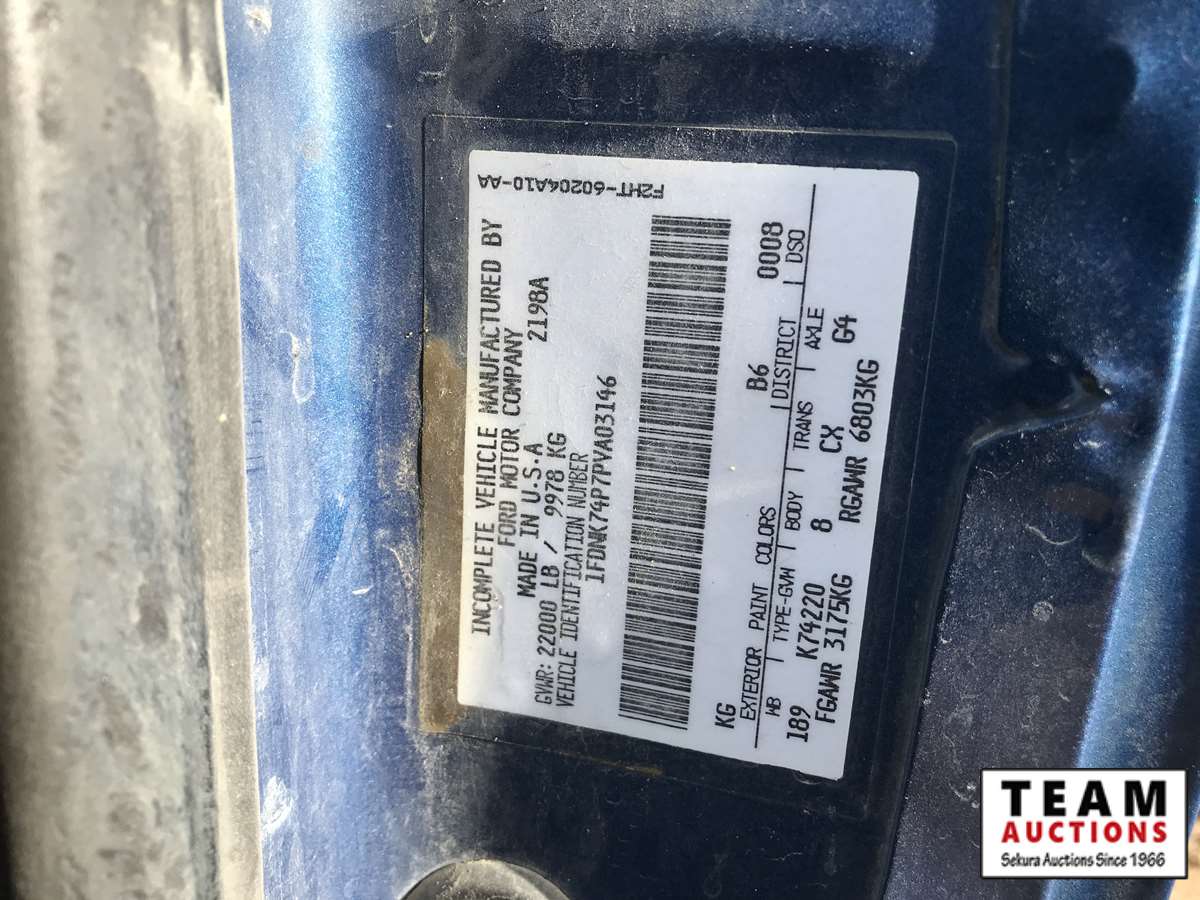 F2HT-60204A10-AA
INCOMPLETE VEHICLE MANUFACTURED BY
FORD MOTOR COMPANY
MADE IN U.S.A 2198A
GVWR: 22000 LB / 9978 KG
VEHICLE IDENTIFICATION NUMBER
1FDNK74P7PVA03146
KG B6 0008
EXTERIOR PAINT COLORS DISTRICT DSO
WB TYPE-GVW BODY TRANS AXLE
189 K74220 8 CX G4
FGAWR 3175KG RGAWR 6803KG
TEAM
AUCTIONS
Sekura Auctions Since 1966